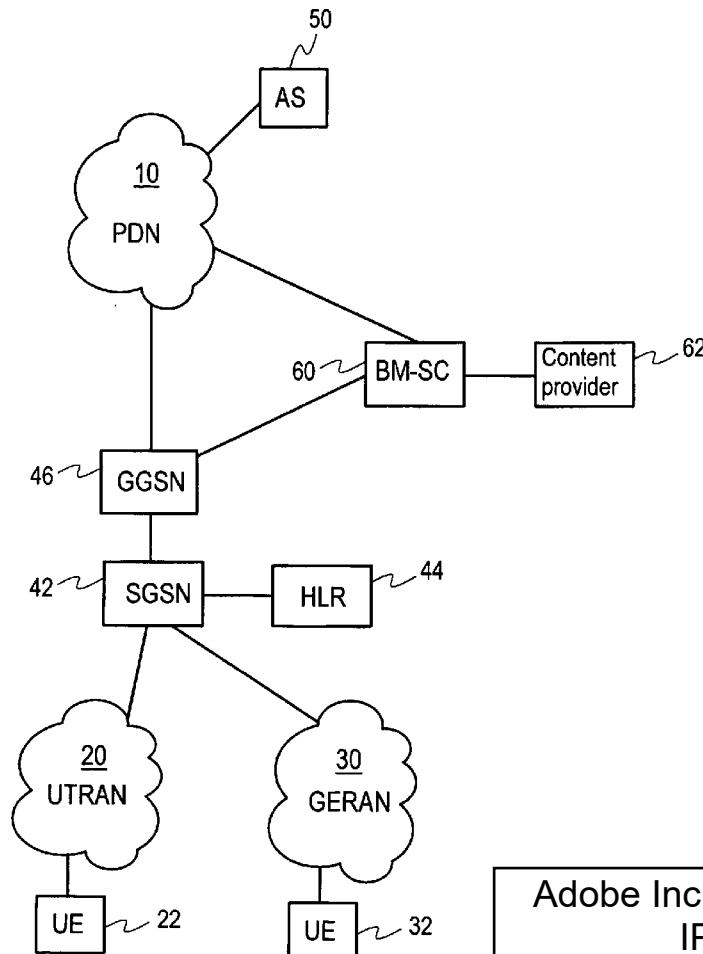 50
AS
10
PDN
60
BM-SC
Content
provider
62
46
GGSN
42
SGSN
HLR
44
20
UTRAN
30
GERAN
UE
22
UE
32
Adobe Inc